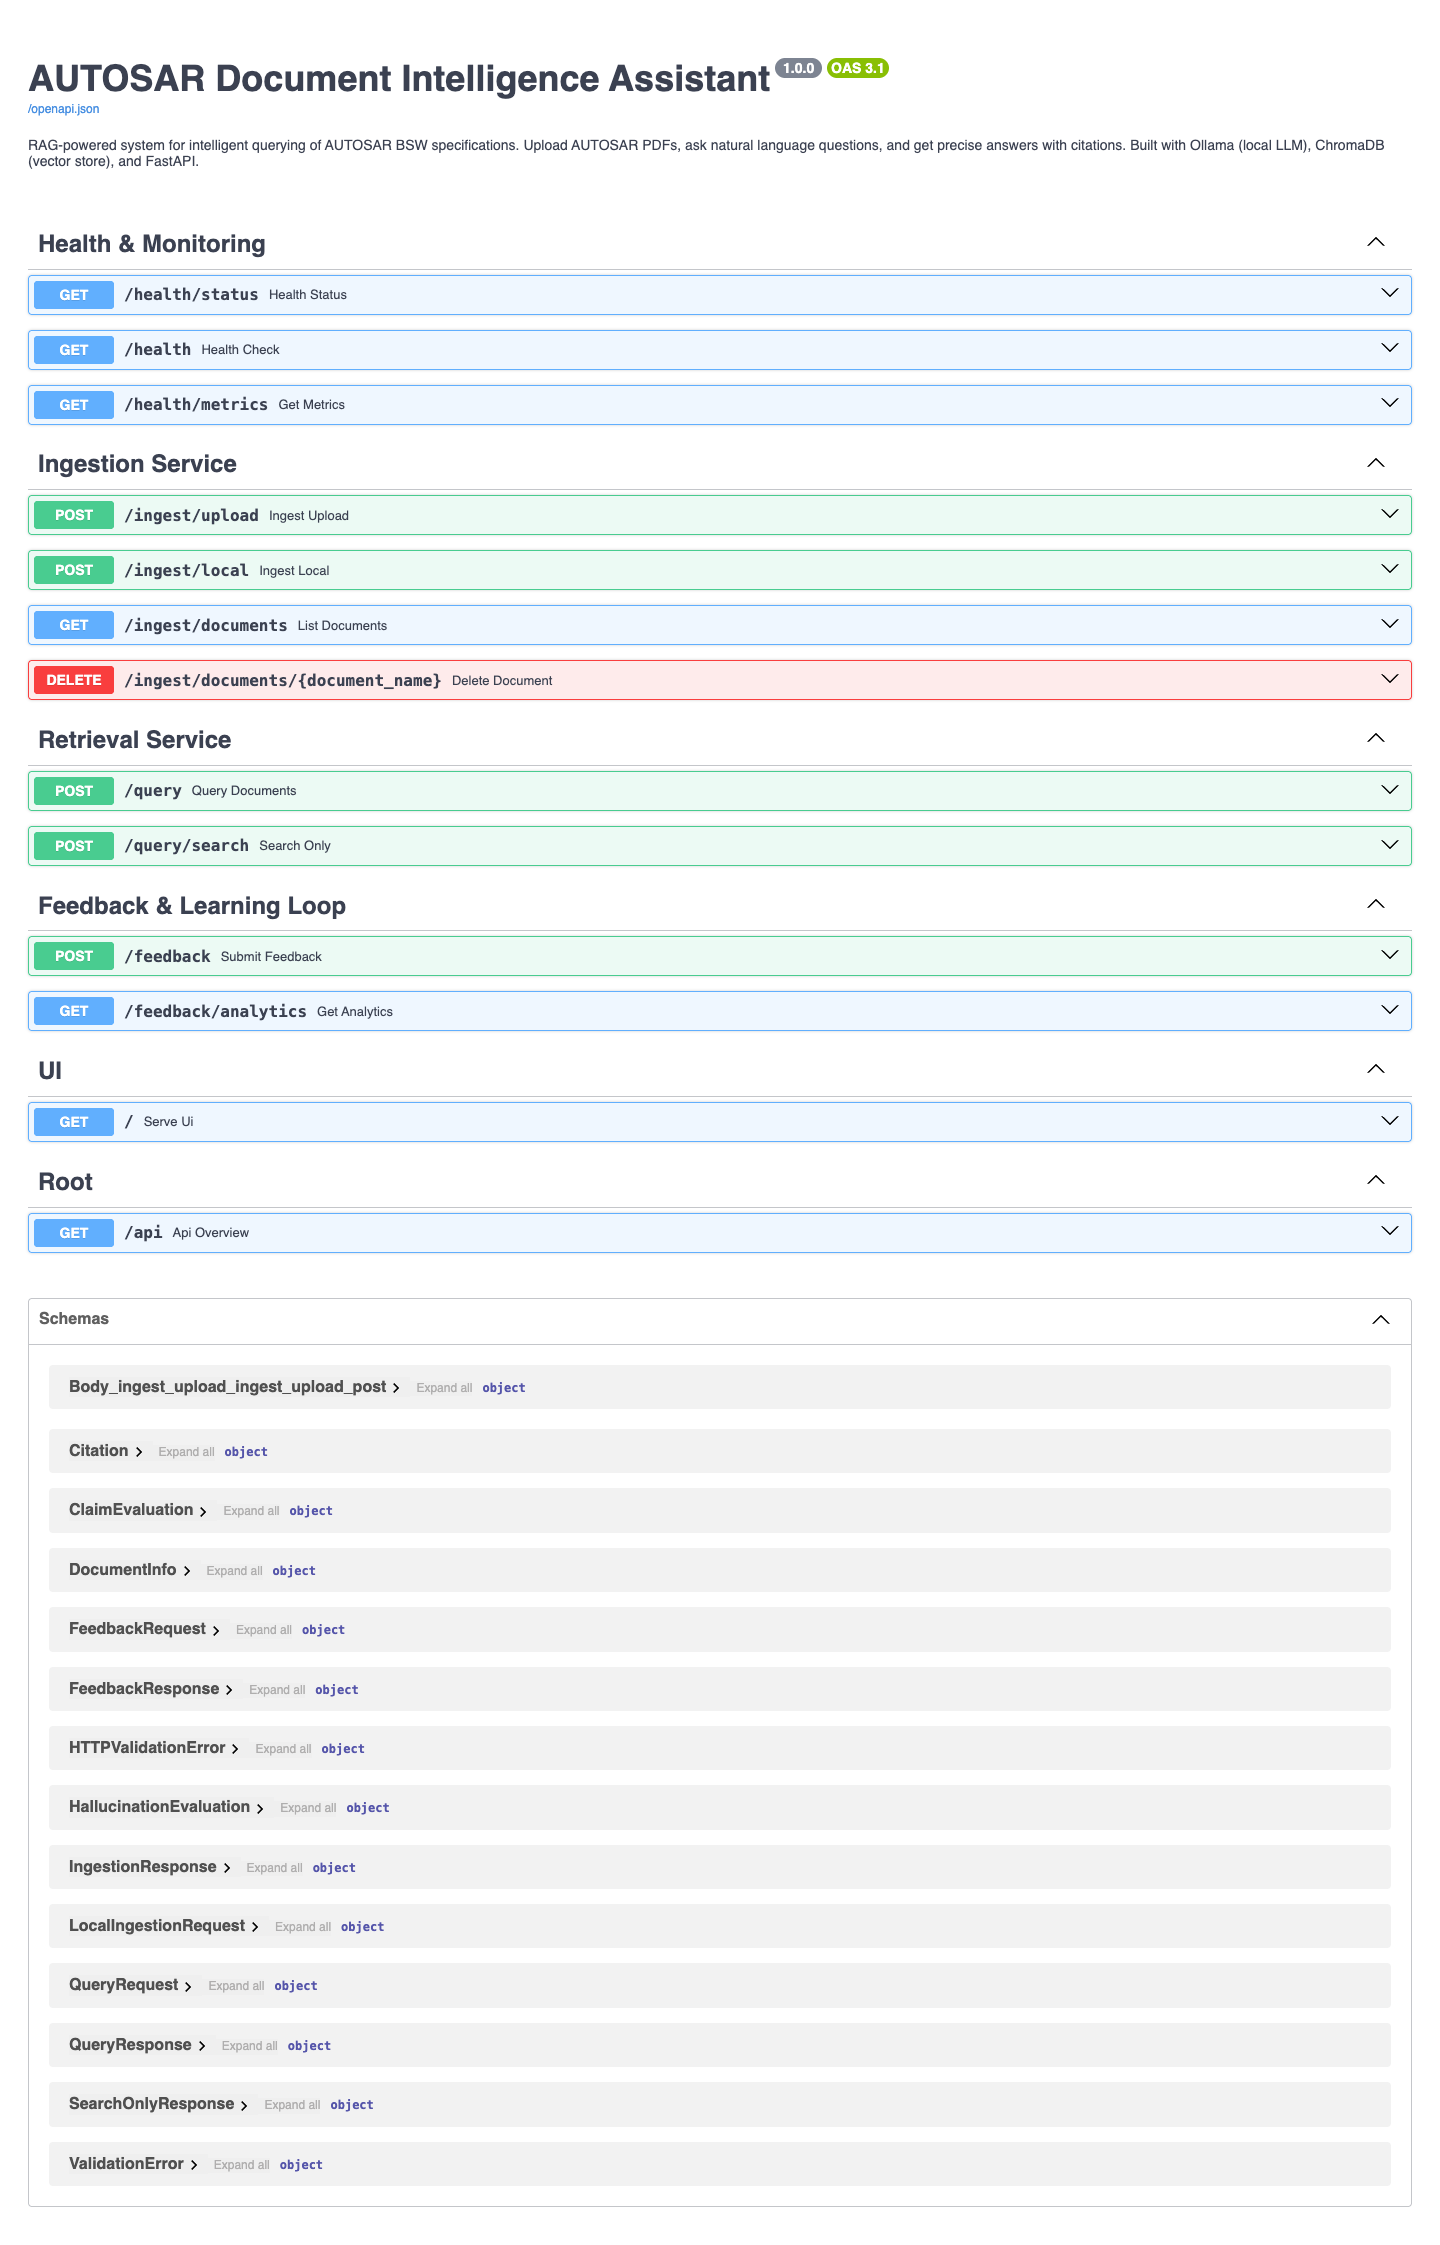 AUTOSAR Document Intelligence Assistant 1.0.0 OAS 3.1
/openapi.json
RAG-powered system for intelligent querying of AUTOSAR BSW specifications. Upload AUTOSAR PDFs, ask natural language questions, and get precise answers with citations. Built with Ollama (local LLM), ChromaDB
(vector store), and FastAPI.
Health & Monitoring
GET /health/status Health Status
GET /health Health Check
GET /health/metrics Get Metrics
Ingestion Service
POST /ingest/upload Ingest Upload
POST /ingest/local Ingest Local
GET /ingest/documents List Documents
DELETE /ingest/documents/{document_name} Delete Document
Retrieval Service
POST /query Query Documents
POST /query/search Search Only
Feedback & Learning Loop
POST /feedback Submit Feedback
GET /feedback/analytics Get Analytics
UI
GET / Serve Ui
Root
GET /api Api Overview
Schemas
Body_ingest_upload_ingest_upload_post Expand all object
Citation Expand all object
ClaimEvaluation Expand all object
DocumentInfo Expand all object
FeedbackRequest Expand all object
FeedbackResponse Expand all object
HTTPValidationError Expand all object
HallucinationEvaluation Expand all object
IngestionResponse Expand all object
LocalIngestionRequest Expand all object
QueryRequest Expand all object
QueryResponse Expand all object
SearchOnlyResponse Expand all object
ValidationError Expand all object